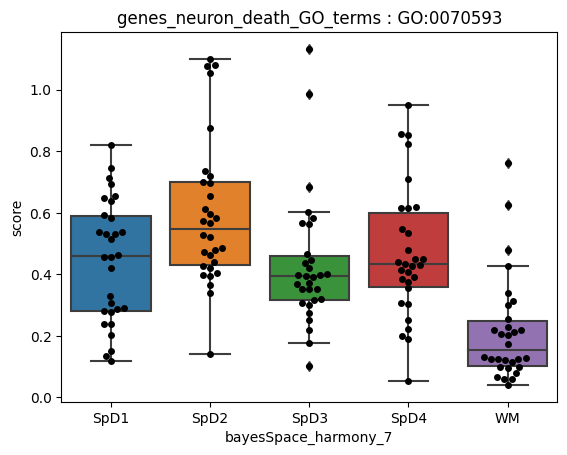 genes_neuron_death_GO_terms : GO:0070593
score
1.0
0.8
0.6
0.4
0.2
0.0
SpD1 SpD2 SpD3 SpD4 WM
bayesSpace_harmony_7